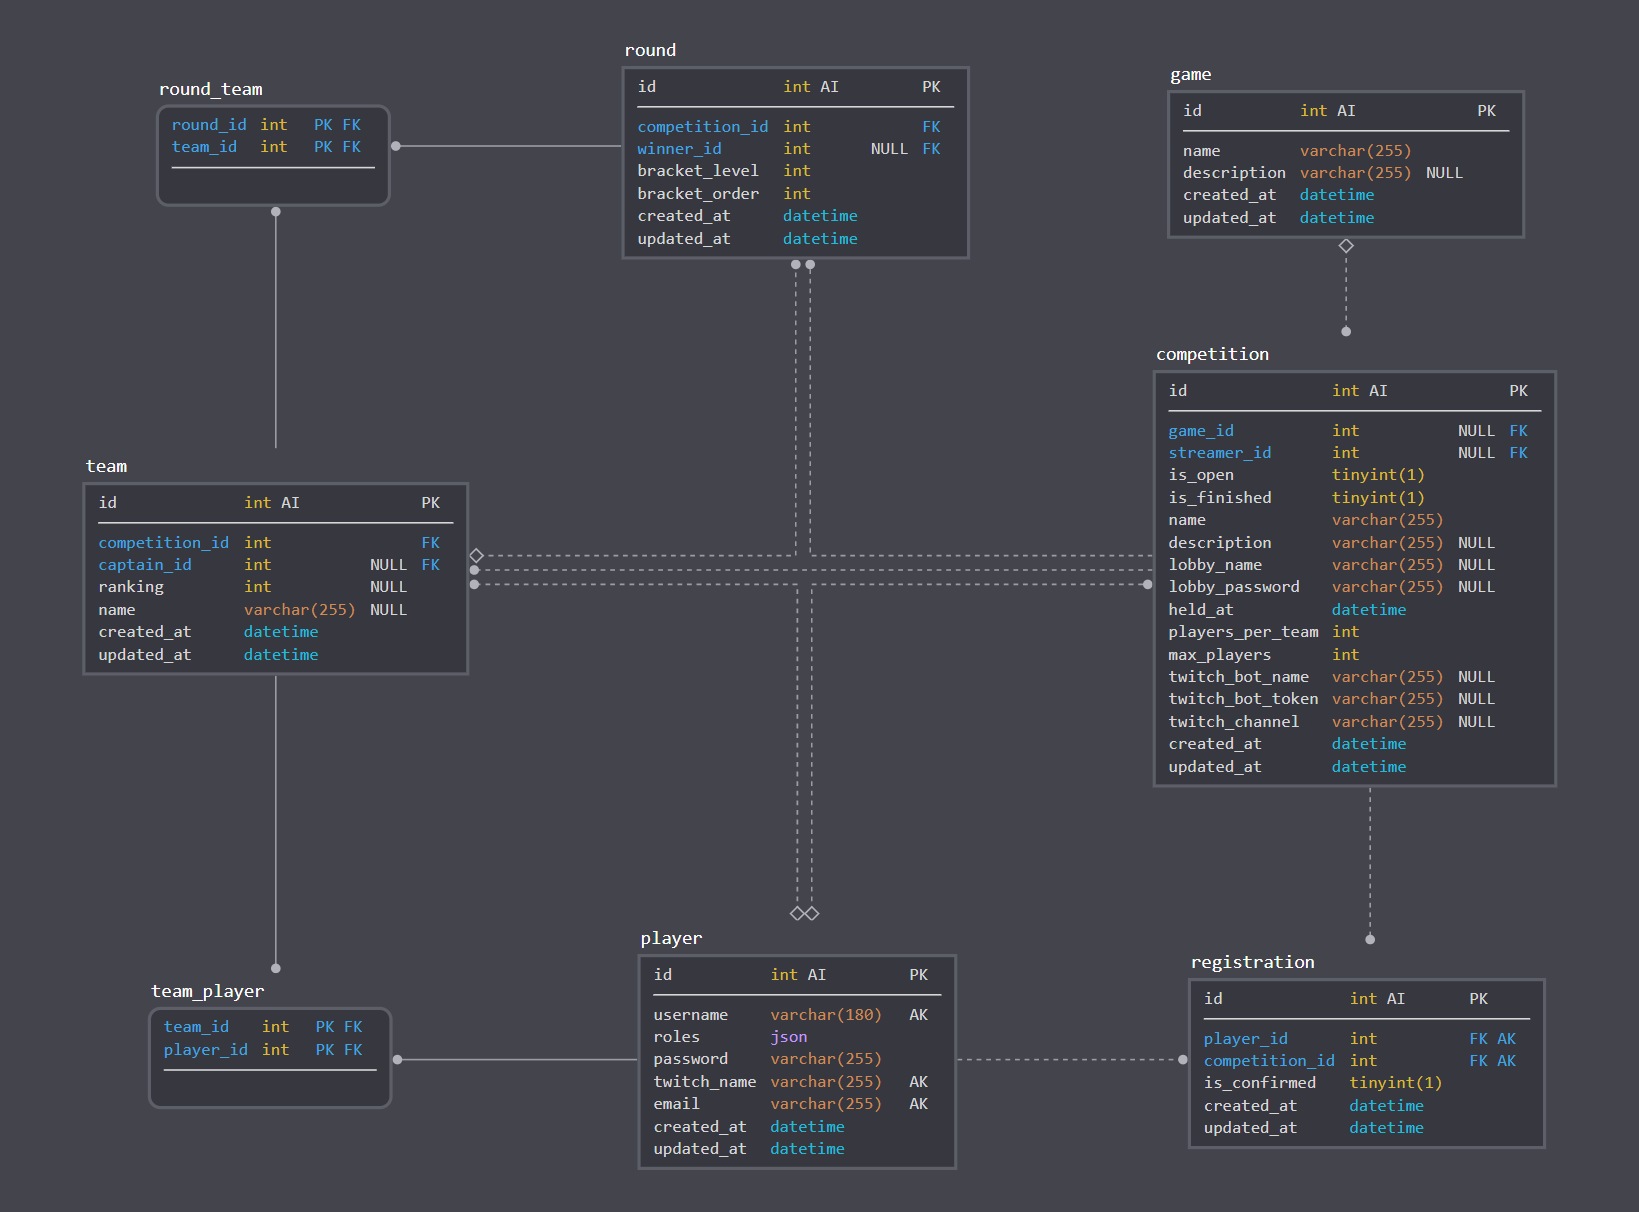 round_team
round_id int PK FK
team_id int PK FK
round
id int AI PK
competition_id int FK
winner_id int NULL FK
bracket_level int
bracket_order int
created_at datetime
updated_at datetime
game
id int AI PK
name varchar(255)
description varchar(255) NULL
created_at datetime
updated_at datetime
competition
id int AI PK
game_id int NULL FK
streamer_id int NULL FK
is_open tinyint(1)
is_finished tinyint(1)
name varchar(255)
description varchar(255) NULL
lobby_name varchar(255) NULL
lobby_password varchar(255) NULL
held_at datetime
players_per_team int
max_players int
twitch_bot_name varchar(255) NULL
twitch_bot_token varchar(255) NULL
twitch_channel varchar(255) NULL
created_at datetime
updated_at datetime
team
id int AI PK
competition_id int FK
captain_id int NULL FK
ranking int NULL
name varchar(255) NULL
created_at datetime
updated_at datetime
team_player
team_id int PK FK
player_id int PK FK
player
id int AI PK
username varchar(180) AK
roles json
password varchar(255)
twitch_name varchar(255) AK
email varchar(255) AK
created_at datetime
updated_at datetime
registration
id int AI PK
player_id int FK AK
competition_id int FK AK
is_confirmed tinyint(1)
created_at datetime
updated_at datetime